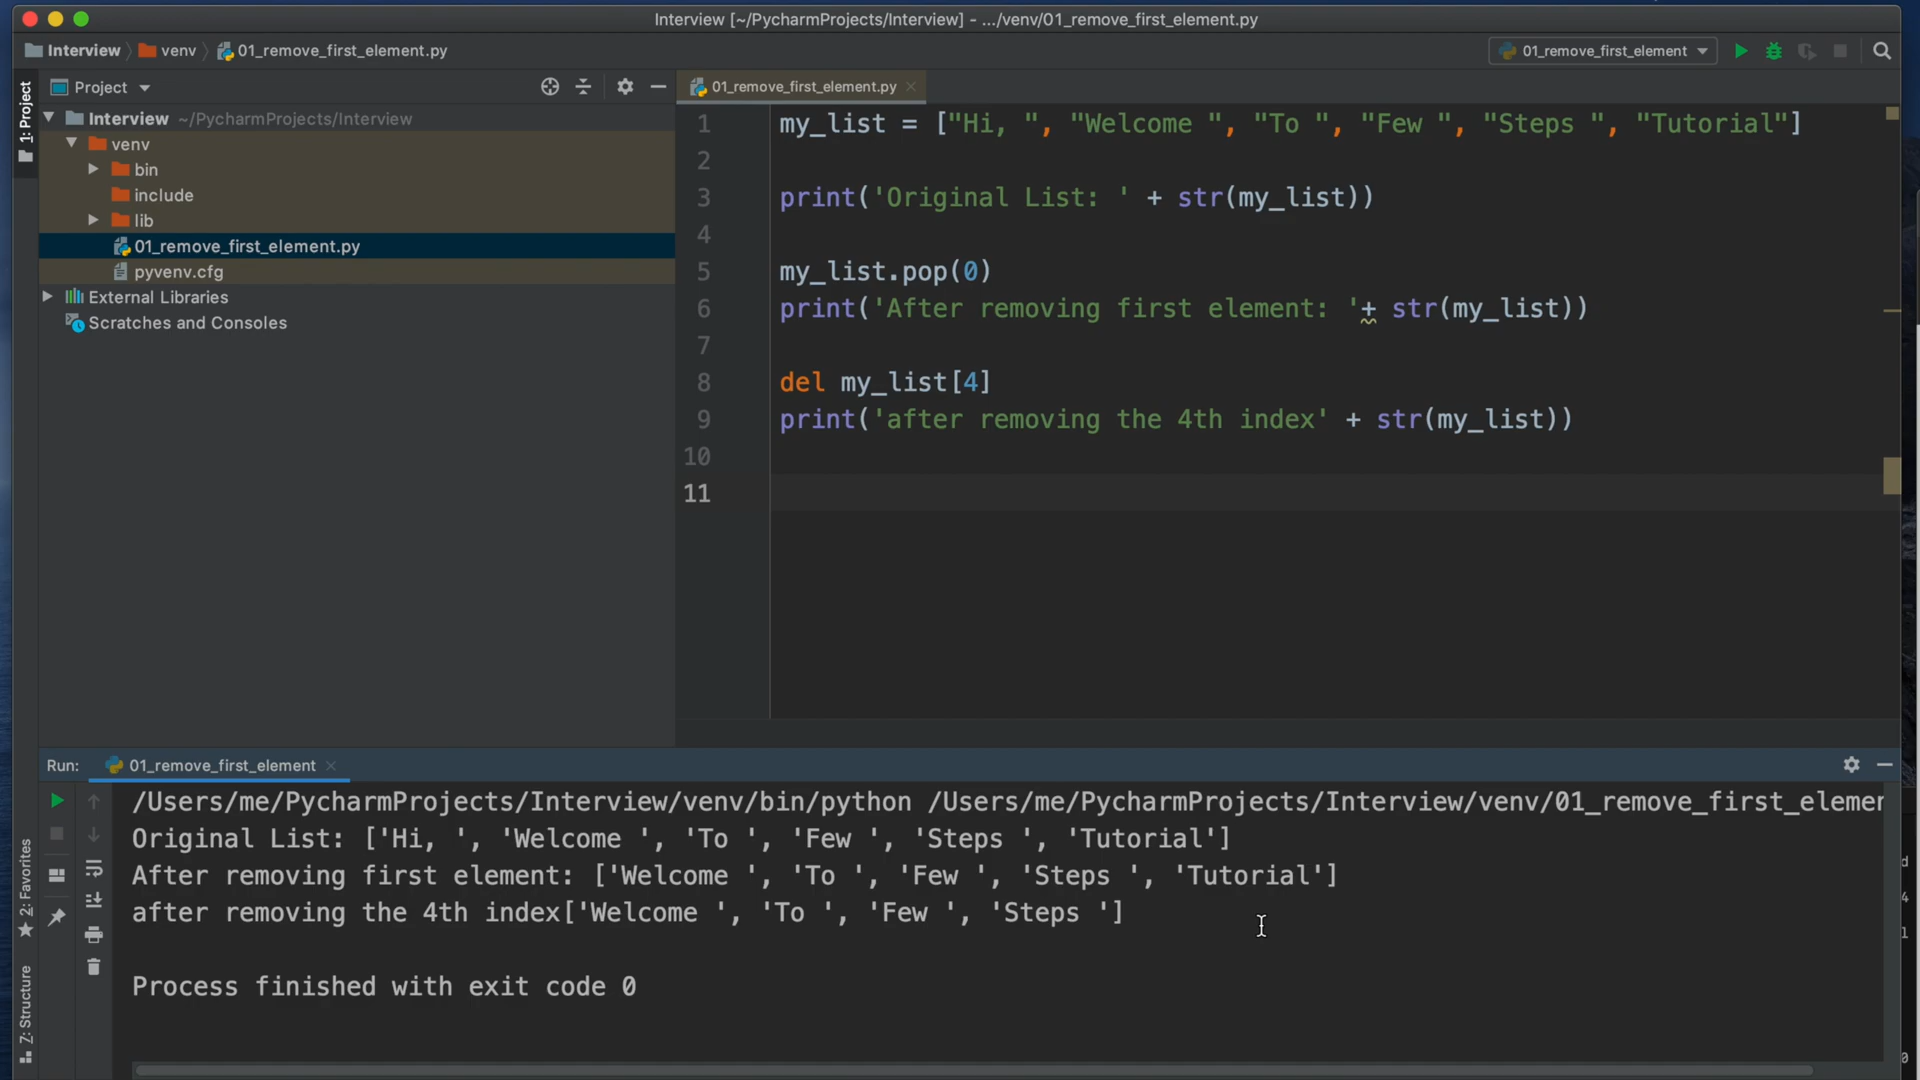 Interview [~/PycharmProjects/Interview] - .../venv/01_remove_first_element.py
Interview venv 01_remove_first_element.py
01_remove_first_element
1: Project
Project
Interview ~/PycharmProjects/Interview
venv
bin
include
lib
01_remove_first_element.py
pyvenv.cfg
External Libraries
Scratches and Consoles
01_remove_first_element.py
1 my_list = ["Hi, ", "Welcome ", "To ", "Few ", "Steps ", "Tutorial"]
2
3 print('Original List: ' + str(my_list))
4
5 my_list.pop(0)
6 print('After removing first element: '+ str(my_list))
7
8 del my_list[4]
9 print('after removing the 4th index' + str(my_list))
10
11
Run: 01_remove_first_element
/Users/me/PycharmProjects/Interview/venv/bin/python /Users/me/PycharmProjects/Interview/venv/01_remove_first_elemen
Original List: ['Hi, ', 'Welcome ', 'To ', 'Few ', 'Steps ', 'Tutorial']
After removing first element: ['Welcome ', 'To ', 'Few ', 'Steps ', 'Tutorial']
after removing the 4th index['Welcome ', 'To ', 'Few ', 'Steps ']
Process finished with exit code 0
2: Favorites
Z: Structure